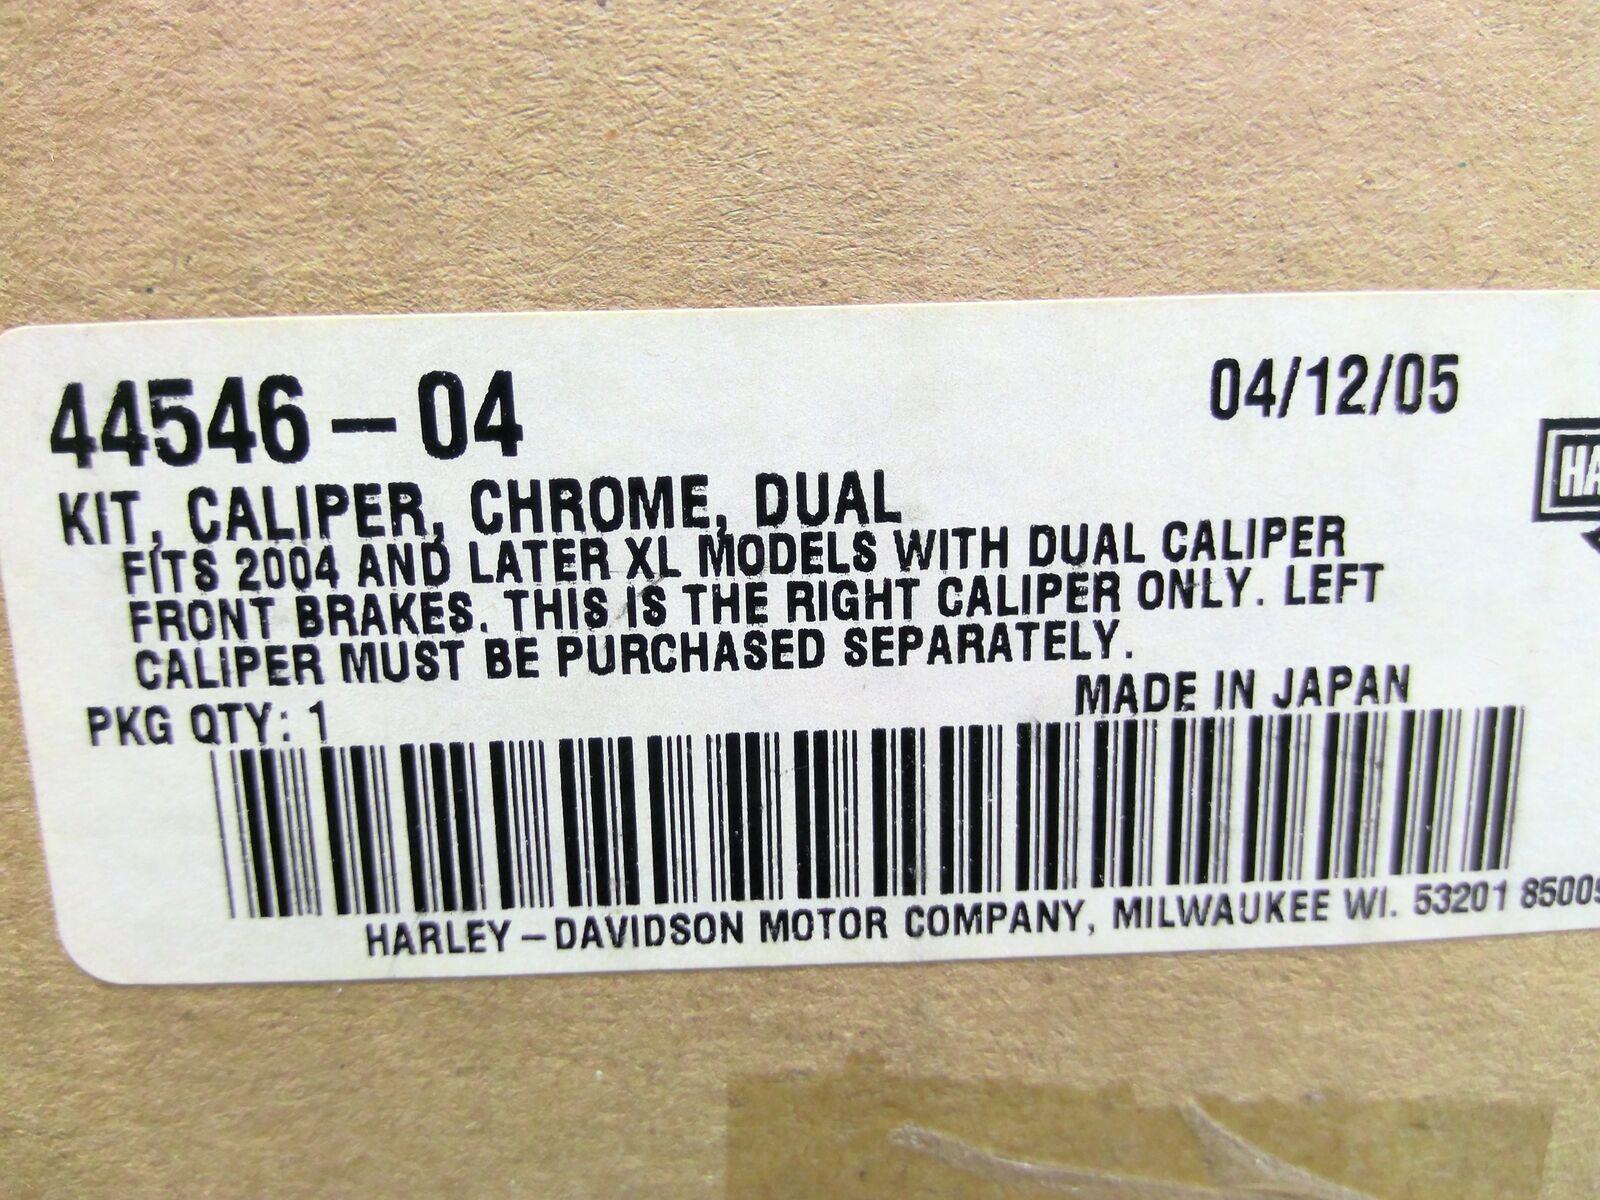 44546-04
04/12/05
KIT, CALIPER, CHROME, DUAL
FITS 2004 AND LATER XL MODELS WITH DUAL CALIPER
FRONT BRAKES. THIS IS THE RIGHT CALIPER ONLY. LEFT
CALIPER MUST BE PURCHASED SEPARATELY.
MADE IN JAPAN
PKG QTY: 1
HARLEY-DAVIDSON MOTOR COMPANY, MILWAUKEE WI. 53201